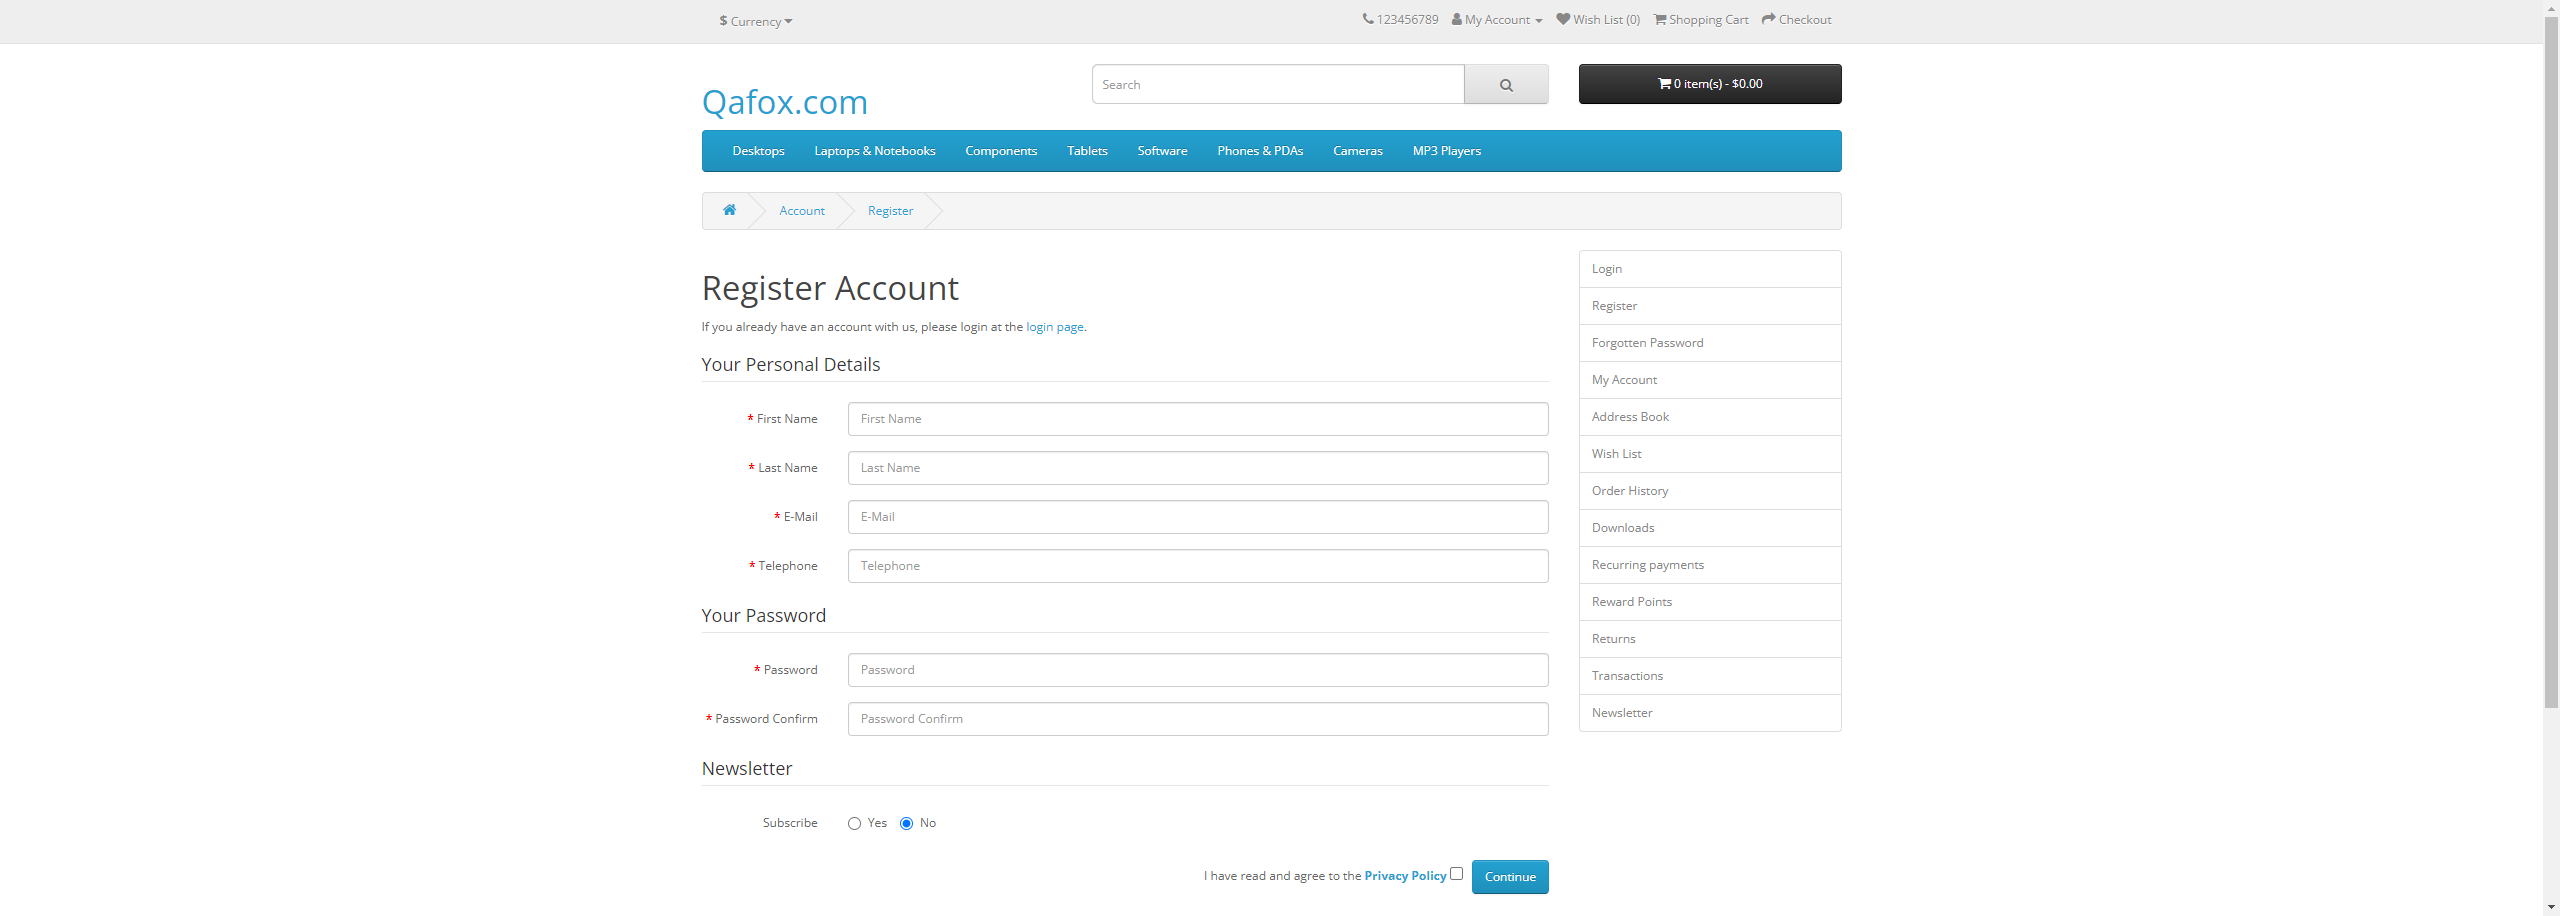 $ Currency
123456789 My Account Wish List (0) Shopping Cart Checkout
Qafox.com
Search
0 item(s) - $0.00
Desktops Laptops & Notebooks Components Tablets Software Phones & PDAs Cameras MP3 Players
Account Register
Register Account
If you already have an account with us, please login at the login page.
Your Personal Details
* First Name First Name
* Last Name Last Name
* E-Mail E-Mail
* Telephone Telephone
Your Password
* Password Password
* Password Confirm Password Confirm
Newsletter
Subscribe Yes No
I have read and agree to the Privacy Policy Continue
Login
Register
Forgotten Password
My Account
Address Book
Wish List
Order History
Downloads
Recurring payments
Reward Points
Returns
Transactions
Newsletter